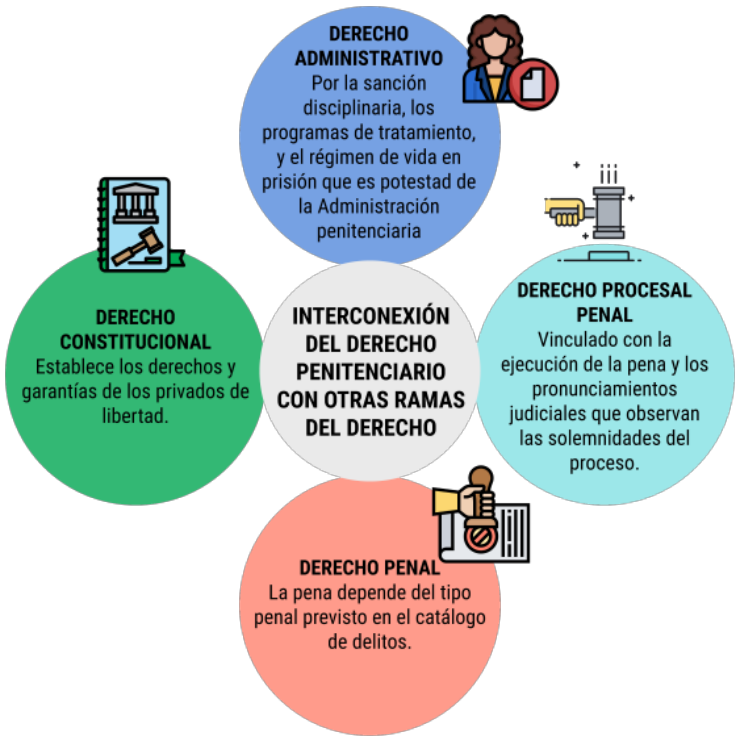 DERECHO
ADMINISTRATIVO
Por la sanción
disciplinaria, los
programas de tratamiento,
y el régimen de vida en
prisión que es potestad de
la Administración
penitenciaria
DERECHO
CONSTITUCIONAL
Establece los derechos y
garantías de los privados de
libertad.
INTERCONEXIÓN
DEL DERECHO
PENITENCIARIO
CON OTRAS RAMAS
DEL DERECHO
DERECHO PROCESAL
PENAL
Vinculado con la
ejecución de la pena y los
pronunciamientos
judiciales que observan
las solemnidades del
proceso.
DERECHO PENAL
La pena depende del tipo
penal previsto en el catálogo
de delitos.